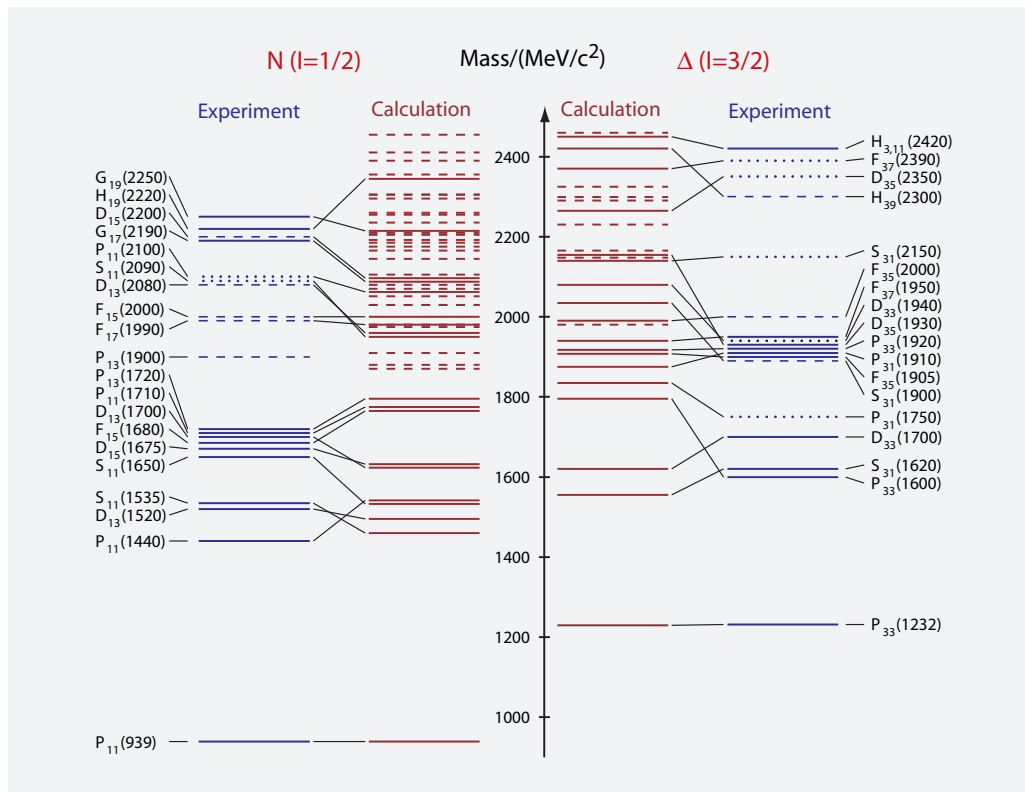 N (I=1/2) Mass/(MeV/c²) Δ (I=3/2)
Experiment Calculation Calculation Experiment
G₁₉(2250)
H₁₉(2220)
D₁₅(2200)
G₁₇(2190)
P₁₁(2100)
S₁₁(2090)
D₁₃(2080)
F₁₅(2000)
F₁₇(1990)
P₁₃(1900)
P₁₃(1720)
P₁₁(1710)
D₁₃(1700)
F₁₅(1680)
D₁₅(1675)
S₁₁(1650)
S₁₁(1535)
D₁₃(1520)
P₁₁(1440)
P₁₁(939)
2400
2200
2000
1800
1600
1400
1200
1000
H₃,₁₁(2420)
F₃₇(2390)
D₃₅(2350)
H₃₉(2300)
S₃₁(2150)
F₃₅(2000)
F₃₇(1950)
D₃₃(1940)
D₃₅(1930)
P₃₃(1920)
P₃₁(1910)
F₃₅(1905)
S₃₁(1900)
P₃₁(1750)
D₃₃(1700)
S₃₁(1620)
P₃₃(1600)
P₃₃(1232)